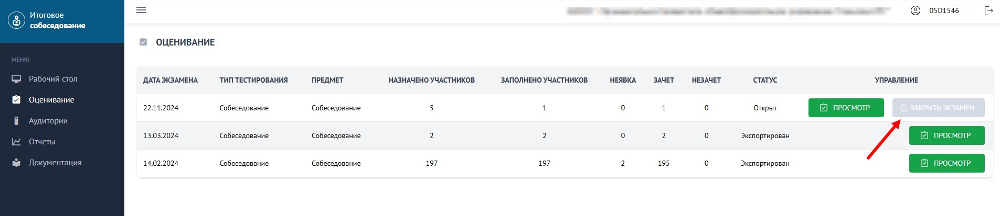 Итоговое
собеседование
05D1546
МЕНЮ
Рабочий стол
Оценивание
Аудитории
Отчеты
Документация
ОЦЕНИВАНИЕ
ДАТА ЭКЗАМЕНА ТИП ТЕСТИРОВАНИЯ ПРЕДМЕТ НАЗНАЧЕНО УЧАСТНИКОВ ЗАПОЛНЕНО УЧАСТНИКОВ НЕЯВКА ЗАЧЕТ НЕЗАЧЕТ СТАТУС УПРАВЛЕНИЕ
22.11.2024 Собеседование Собеседование 5 1 0 1 0 Открыт ПРОСМОТР ЗАКРЫТЬ ЭКЗАМЕН
13.03.2024 Собеседование Собеседование 2 2 0 2 0 Экспортирован ПРОСМОТР
14.02.2024 Собеседование Собеседование 197 197 2 195 0 Экспортирован ПРОСМОТР